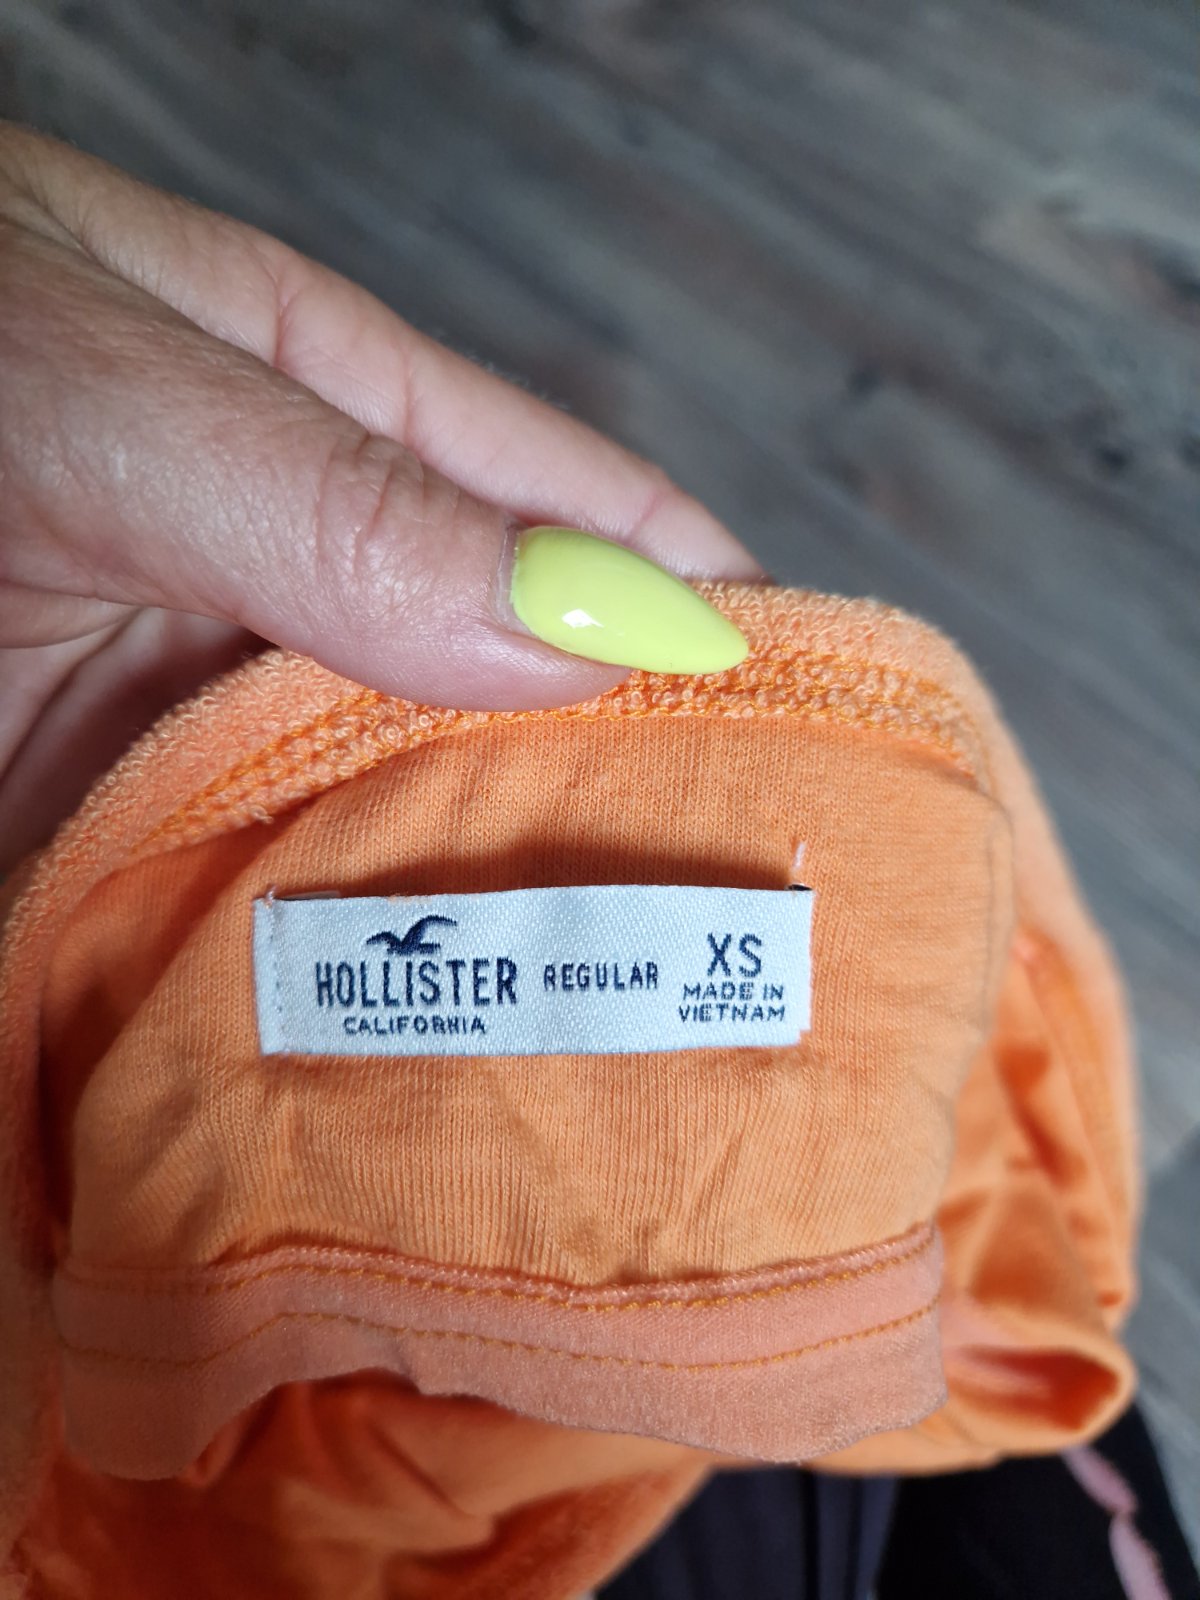 HOLLISTER
CALIFORNIA
REGULAR
XS
MADE IN
VIETNAM